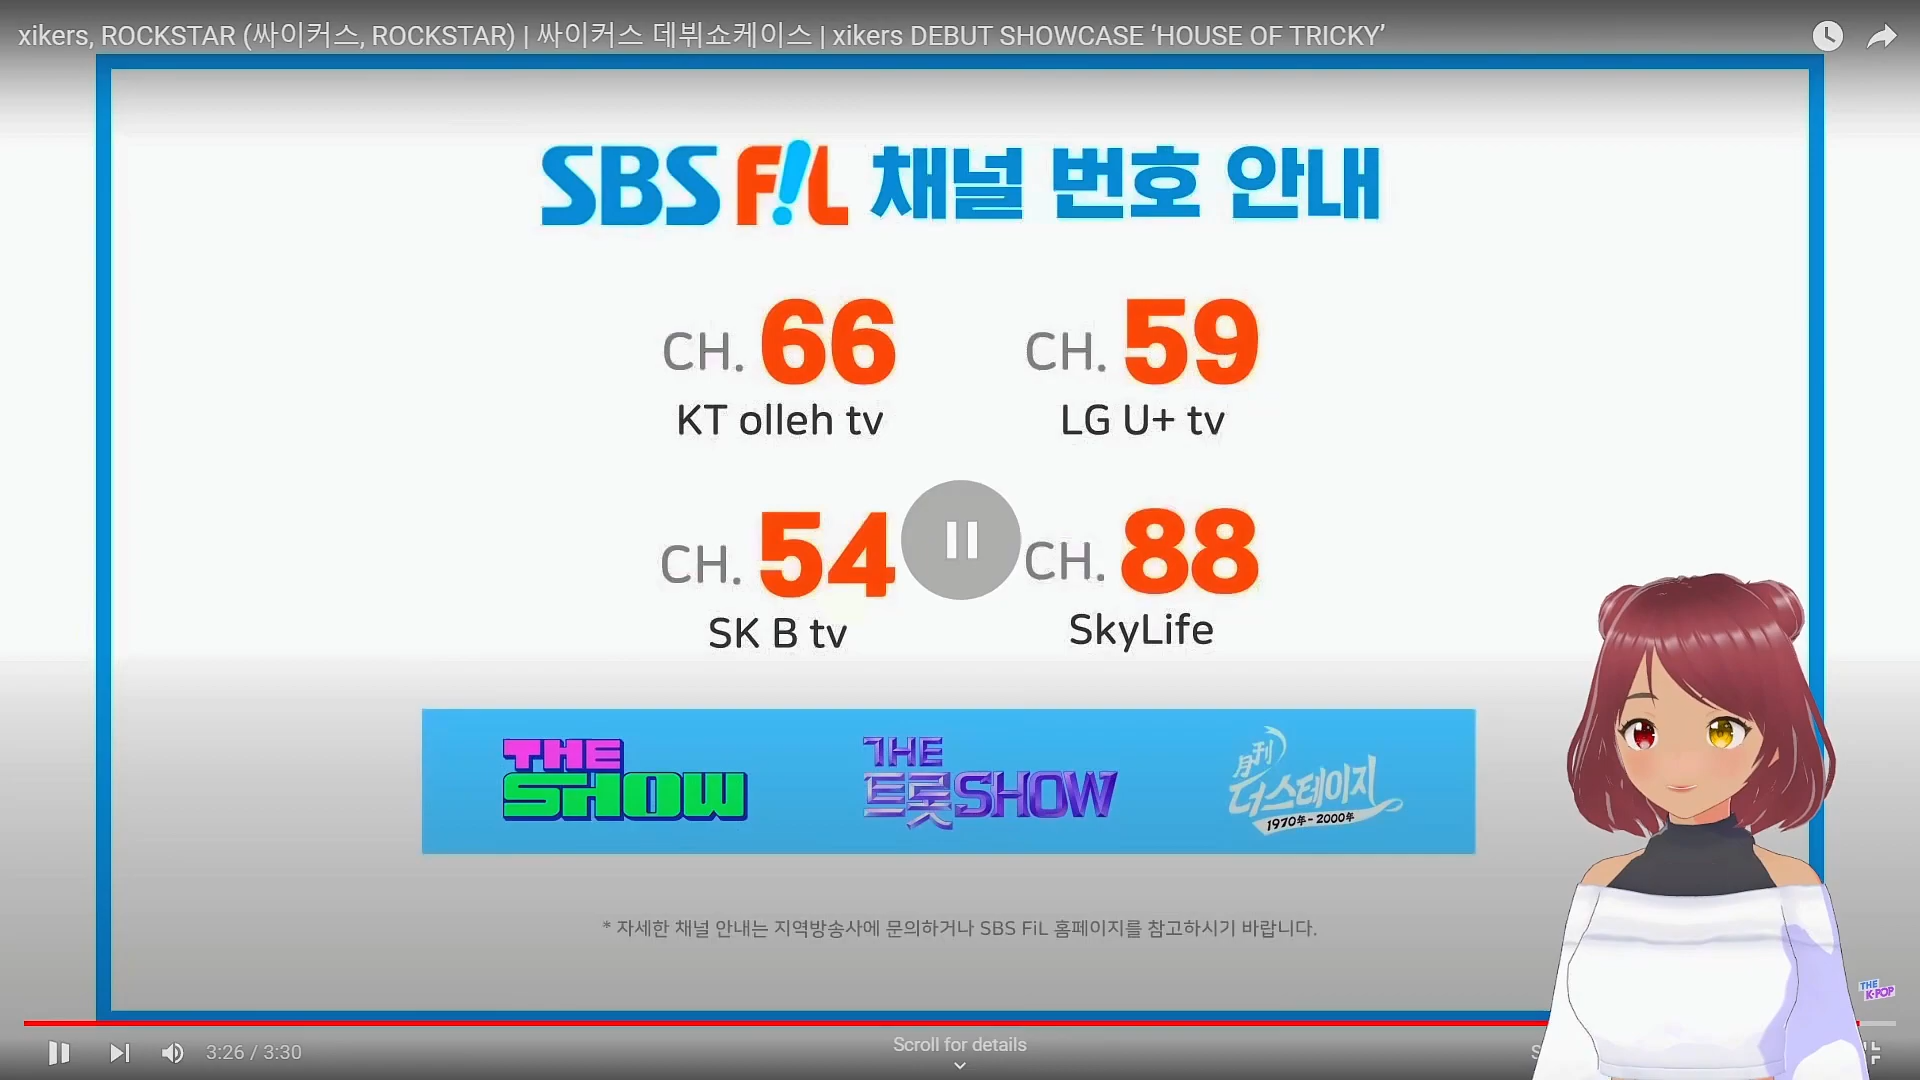 xikers, ROCKSTAR (싸이커스, ROCKSTAR) | 싸이커스 데뷔쇼케이스 | xikers DEBUT SHOWCASE ‘HOUSE OF TRICKY’
SBS F!L 채널 번호 안내
CH. 66
KT olleh tv
CH. 59
LG U+ tv
CH. 54
SK B tv
CH. 88
SkyLife
THE
SHOW
THE
트롯SHOW
月刊
더스테이지
1970年-2000年
* 자세한 채널 안내는 지역방송사에 문의하거나 SBS FiL 홈페이지를 참고하시기 바랍니다.
THE
K-POP
3:26 / 3:30
Scroll for details